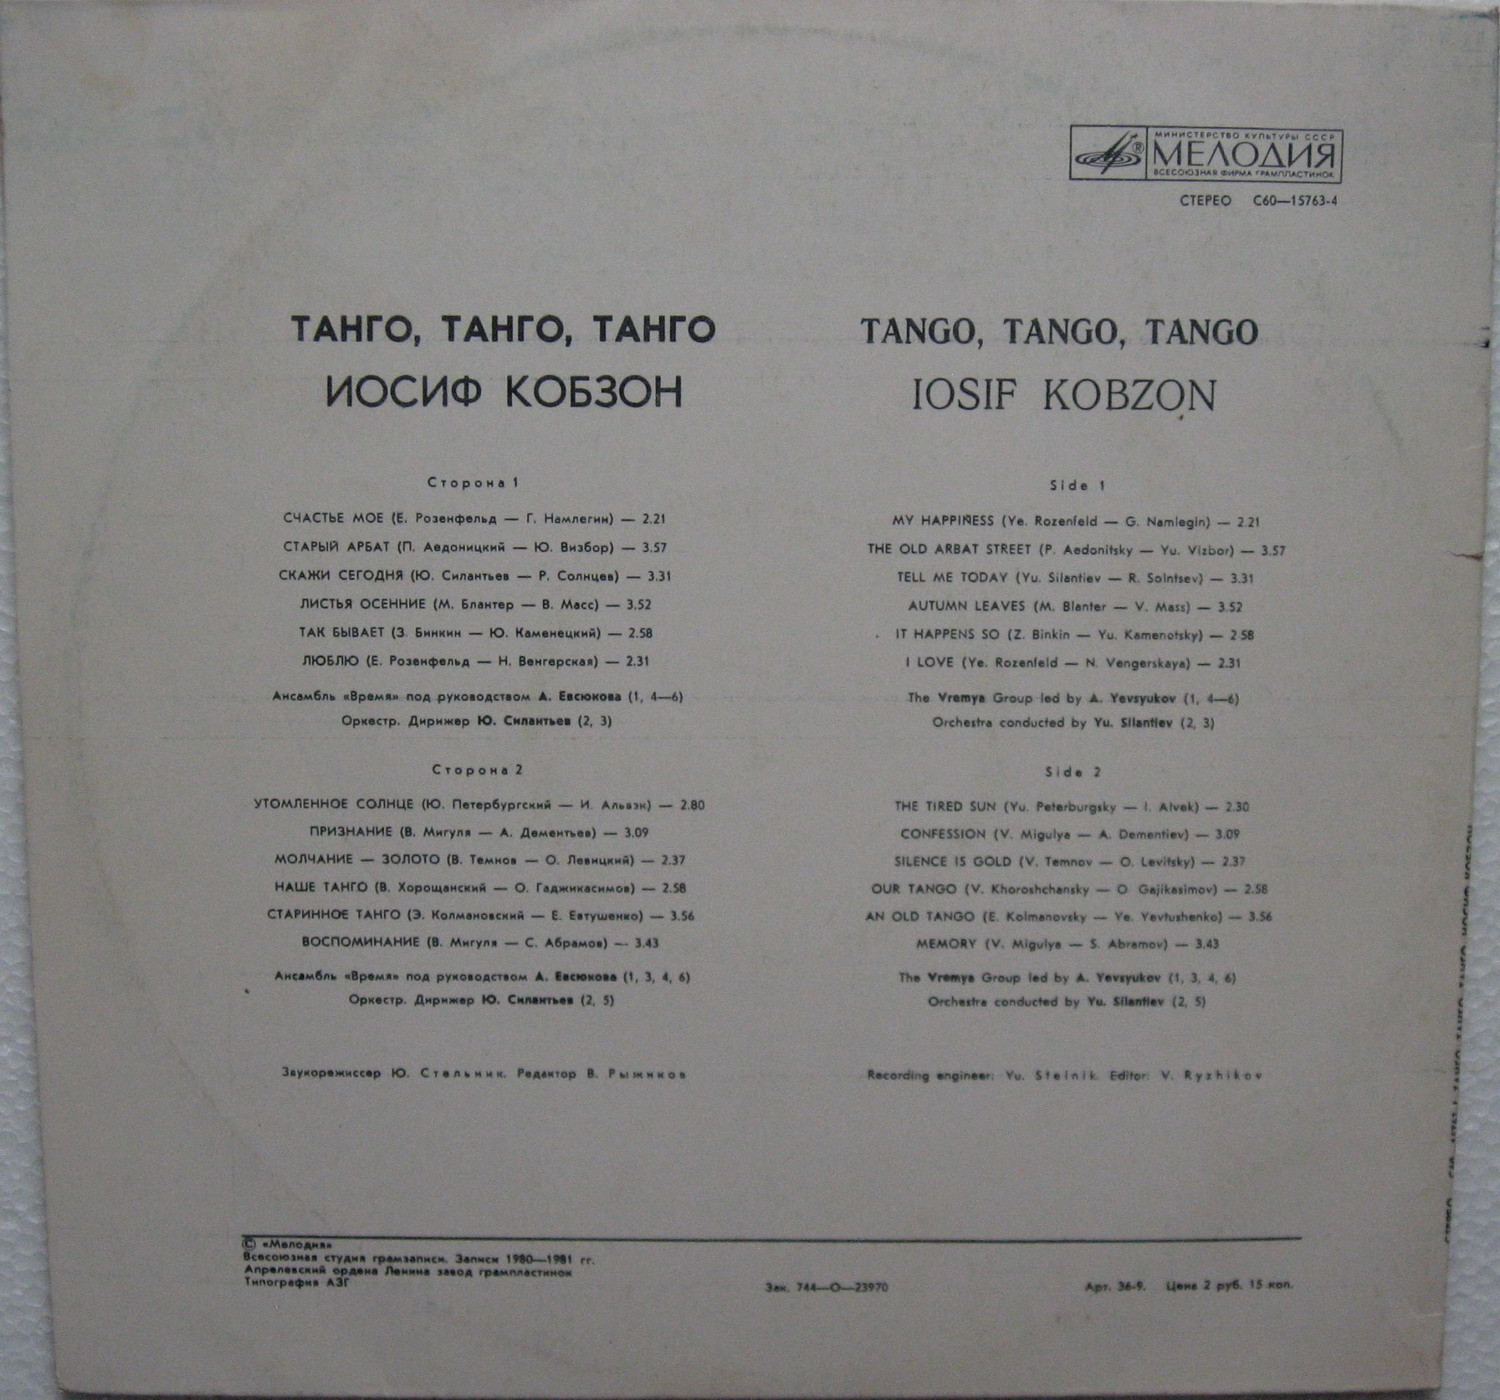 МИНИСТЕРСТВО КУЛЬТУРЫ СССР
МЕЛОДИЯ
ВСЕСОЮЗНАЯ ФИРМА ГРАМПЛАСТИНОК
СТЕРЕО С60—15763-4
ТАНГО, ТАНГО, ТАНГО
ИОСИФ КОБЗОН
Сторона 1
СЧАСТЬЕ МОЕ (Е. Розенфельд — Г. Намлегин) — 2.21
СТАРЫЙ АРБАТ (П. Аедоницкий — Ю. Визбор) — 3.57
СКАЖИ СЕГОДНЯ (Ю. Силантьев — Р. Солнцев) — 3.31
ЛИСТЬЯ ОСЕННИЕ (М. Блантер — В. Масс) — 3.52
ТАК БЫВАЕТ (З. Бинкин — Ю. Каменецкий) — 2.58
ЛЮБЛЮ (Е. Розенфельд — Н. Венгерская) — 2.31
Ансамбль «Время» под руководством А. Евсюкова (1, 4—6)
Оркестр. Дирижер Ю. Силантьев (2, 3)
Сторона 2
УТОМЛЕННОЕ СОЛНЦЕ (Ю. Петербургский — И. Альвэк) — 2.80
ПРИЗНАНИЕ (В. Мигуля — А. Дементьев) — 3.09
МОЛЧАНИЕ — ЗОЛОТО (В. Темнов — О. Левицкий) — 2.37
НАШЕ ТАНГО (В. Хорощанский — О. Гаджикасимов) — 2.58
СТАРИННОЕ ТАНГО (Э. Колмановский — Е. Евтушенко) — 3.56
ВОСПОМИНАНИЕ (В. Мигуля — С. Абрамов) — 3.43
Ансамбль «Время» под руководством А. Евсюкова (1, 3, 4, 6)
Оркестр. Дирижер Ю. Силантьев (2, 5)
Звукорежиссер Ю. Стельник. Редактор В. Рыжиков
TANGO, TANGO, TANGO
IOSIF KOBZON
Side 1
MY HAPPINESS (Ye. Rozenfeld — G. Namlegin) — 2.21
THE OLD ARBAT STREET (P. Aedonitsky — Yu. Vizbor) — 3.57
TELL ME TODAY (Yu. Silantiev — R. Solntsev) — 3.31
AUTUMN LEAVES (M. Blanter — V. Mass) — 3.52
IT HAPPENS SO (Z. Binkin — Yu. Kamenotsky) — 2 58
I LOVE (Ye. Rozenfeld — N. Vengerskaya) — 2.31
The Vremya Group led by A. Yevsyukov (1, 4—6)
Orchestra conducted by Yu. Silantiev (2, 3)
Side 2
THE TIRED SUN (Yu. Peterburgsky — I. Alvek) — 2.30
CONFESSION (V. Migulya — A. Dementiev) — 3.09
SILENCE IS GOLD (V. Temnov — O. Levitsky) — 2.37
OUR TANGO (V. Khoroshchansky — O Gajikasimov) — 2.58
AN OLD TANGO (E. Kolmanovsky — Ye. Yevtushenko) — 3.56
MEMORY (V. Migulya — S. Abramov) — 3.43
The Vremya Group led by A. Yevsyukov (1, 3, 4, 6)
Orchestra conducted by Yu. Silantiev (2, 5)
Recording engineer: Yu. Stelnik. Editor: V. Ryzhikov
© «Мелодия»
Всесоюзная студия грамзаписи. Записи 1980—1981 гг.
Апрелевский ордена Ленина завод грампластинок
Типография АЗГ
Зак. 744—О—23970
Арт. 36-9. Цена 2 руб. 15 коп.